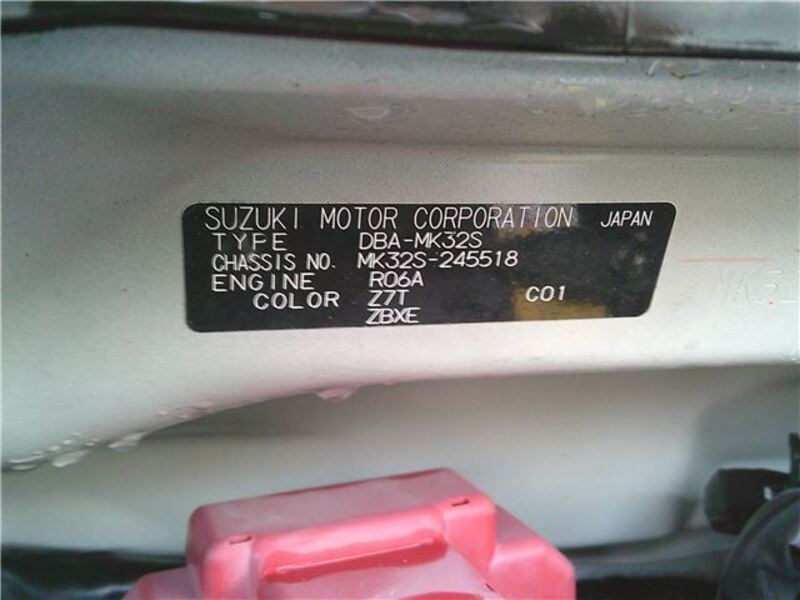 SUZUKI MOTOR CORPORATION JAPAN
TYPE DBA-MK32S
CHASSIS NO. MK32S-245518
ENGINE R06A
COLOR Z7T C01
ZBXE